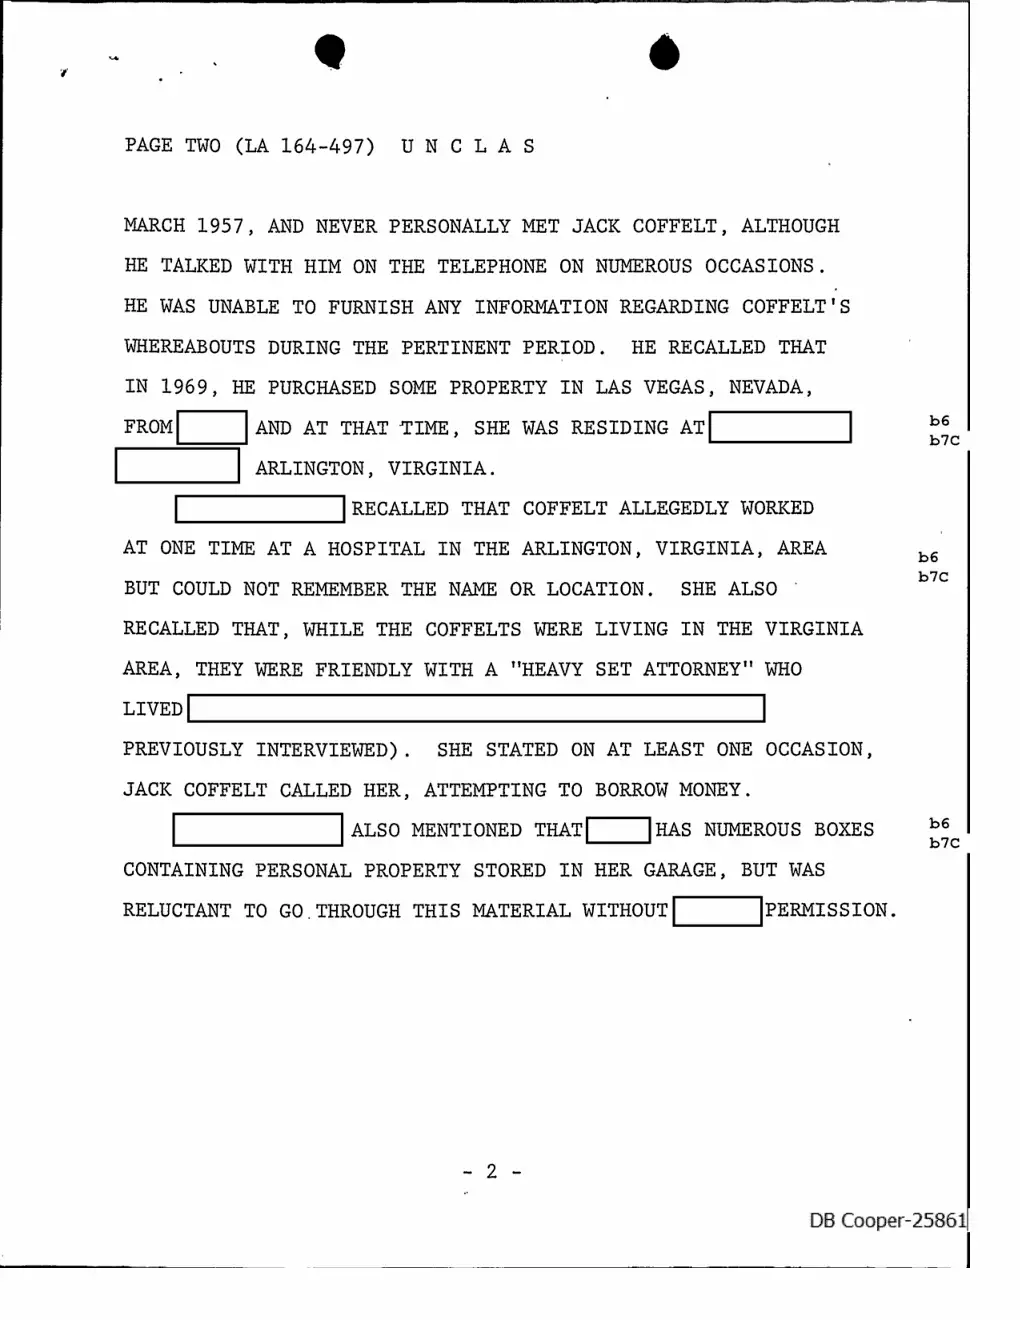 PAGE TWO (LA 164-497) U N C L A S
MARCH 1957, AND NEVER PERSONALLY MET JACK COFFELT, ALTHOUGH
HE TALKED WITH HIM ON THE TELEPHONE ON NUMEROUS OCCASIONS.
HE WAS UNABLE TO FURNISH ANY INFORMATION REGARDING COFFELT'S
WHEREABOUTS DURING THE PERTINENT PERIOD. HE RECALLED THAT
IN 1969, HE PURCHASED SOME PROPERTY IN LAS VEGAS, NEVADA,
FROM AND AT THAT TIME, SHE WAS RESIDING AT
b6
b7C
ARLINGTON, VIRGINIA.
RECALLED THAT COFFELT ALLEGEDLY WORKED
AT ONE TIME AT A HOSPITAL IN THE ARLINGTON, VIRGINIA, AREA
b6
b7C
BUT COULD NOT REMEMBER THE NAME OR LOCATION. SHE ALSO
RECALLED THAT, WHILE THE COFFELTS WERE LIVING IN THE VIRGINIA
AREA, THEY WERE FRIENDLY WITH A "HEAVY SET ATTORNEY" WHO
LIVED
PREVIOUSLY INTERVIEWED). SHE STATED ON AT LEAST ONE OCCASION,
JACK COFFELT CALLED HER, ATTEMPTING TO BORROW MONEY.
ALSO MENTIONED THAT HAS NUMEROUS BOXES
b6
b7C
CONTAINING PERSONAL PROPERTY STORED IN HER GARAGE, BUT WAS
RELUCTANT TO GO THROUGH THIS MATERIAL WITHOUT PERMISSION.
- 2 -
DB Cooper-25861